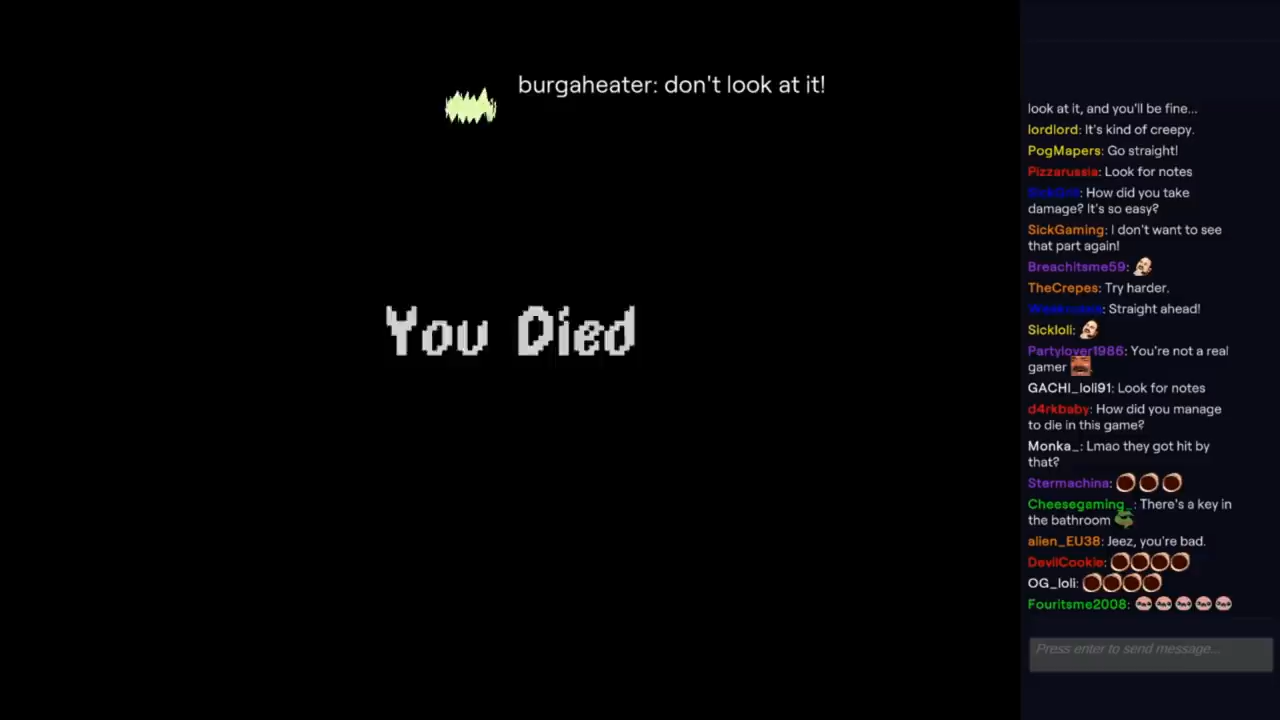 burgaheater: don't look at it!
You Died
look at it, and you'll be fine...
lordlord: It's kind of creepy.
PogMapers: Go straight!
Pizzarussia: Look for notes
: How did you take
damage? It's so easy?
SickGaming: I don't want to see
that part again!
Breachitsme59:
TheCrepes: Try harder.
: Straight ahead!
Sickloli:
Partylover1986: You're not a real
gamer
GACHI_loli91: Look for notes
d4rkbaby: How did you manage
to die in this game?
Monka_: Lmao they got hit by
that?
Stermachina:
Cheesegaming_: There's a key in
the bathroom
alien_EU38: Jeez, you're bad.
DevilCookie:
OG_loli:
Fouritsme2008:
Press enter to send message...